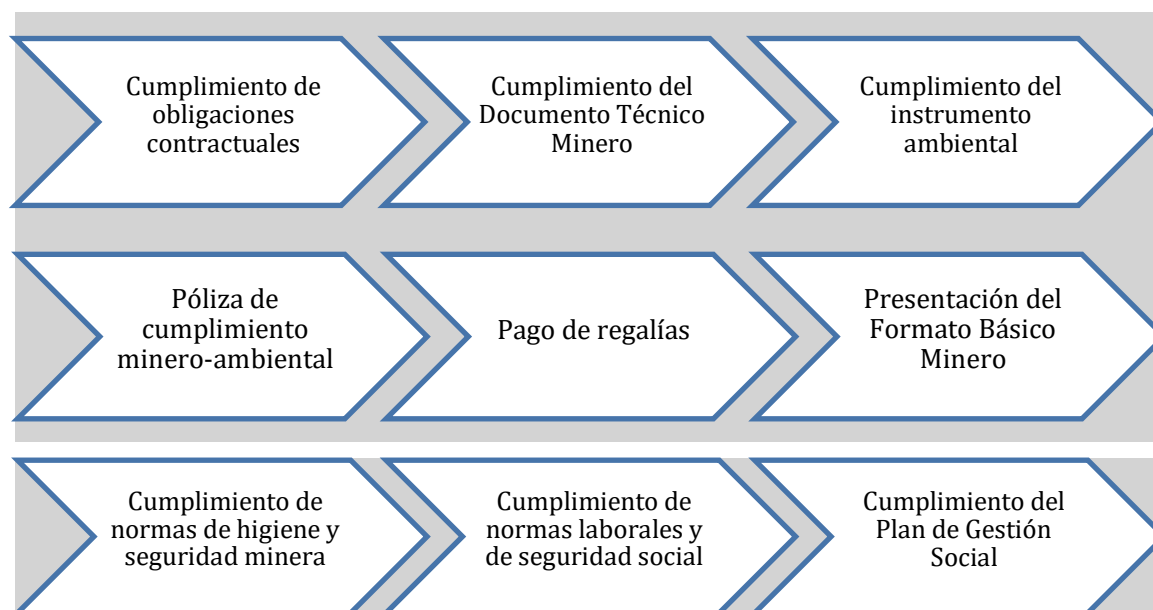 Cumplimiento de
obligaciones
contractuales
Cumplimiento del
Documento Técnico
Minero
Cumplimiento del
instrumento
ambiental
Póliza de
cumplimiento
minero-ambiental
Pago de regalías
Presentación del
Formato Básico
Minero
Cumplimiento de
normas de higiene y
seguridad minera
Cumplimiento de
normas laborales y
de seguridad social
Cumplimiento del
Plan de Gestión
Social